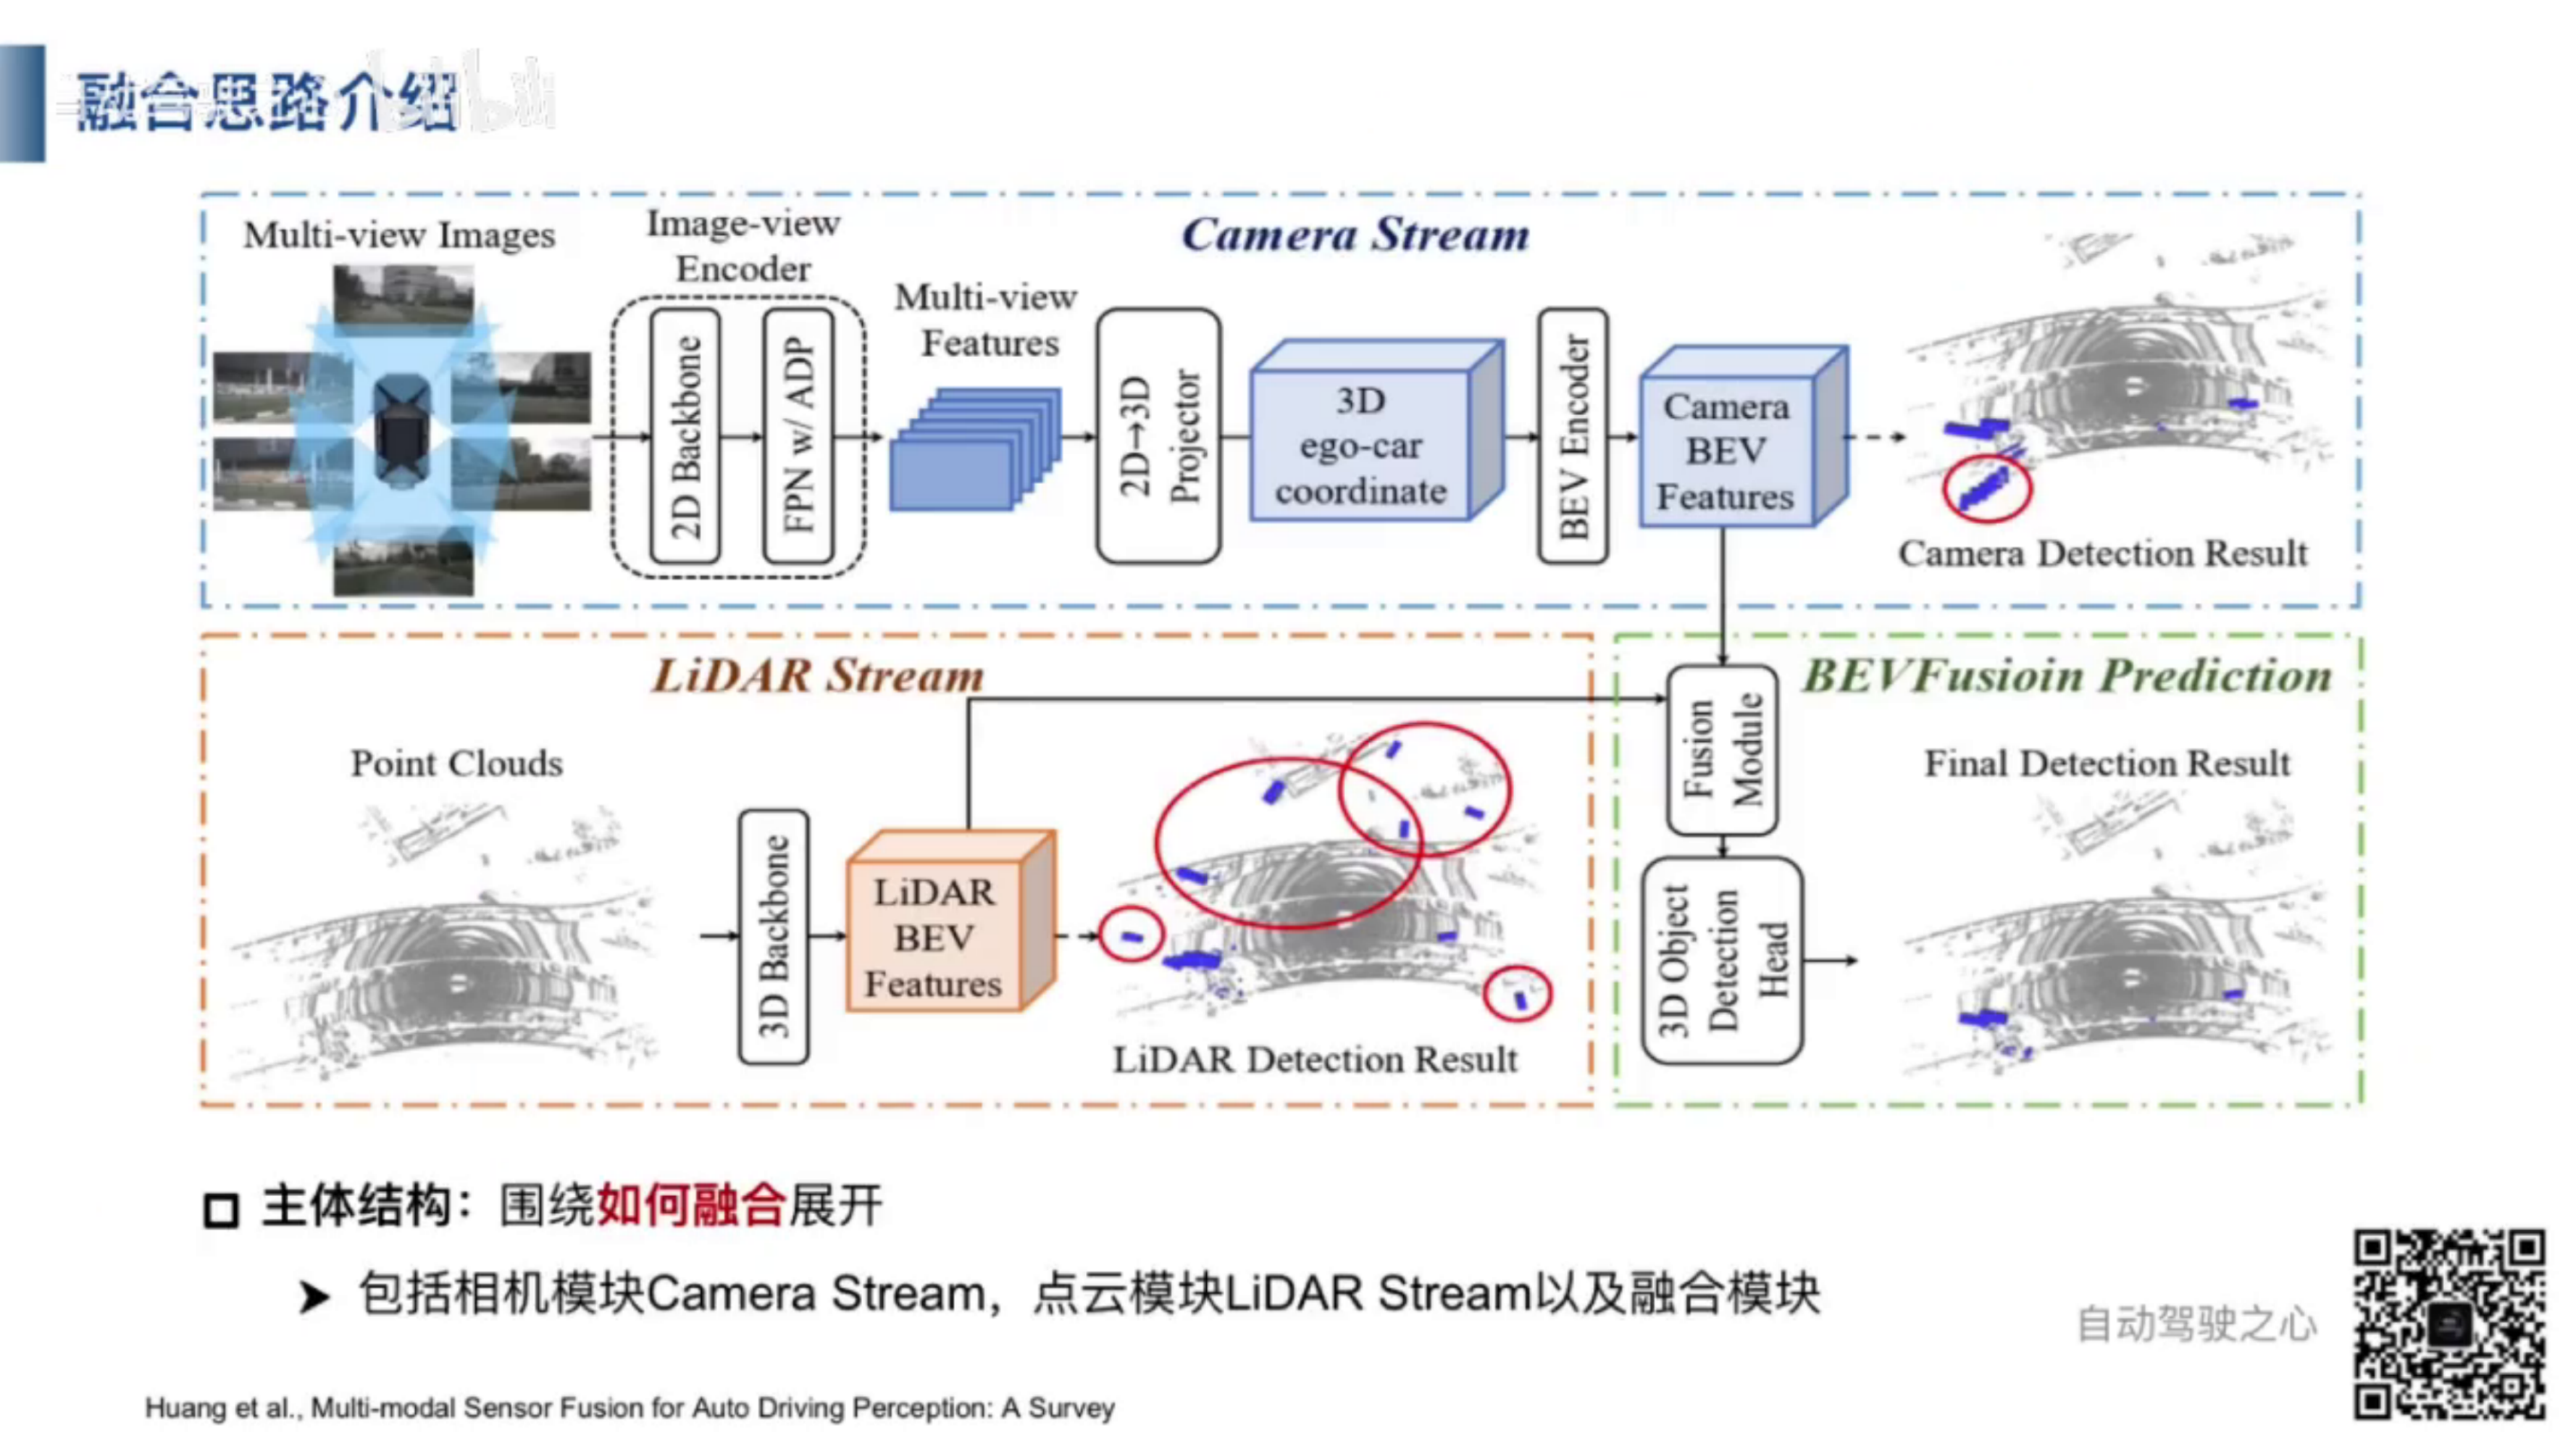 融合思路介绍
bilibili
Multi-view Images
Image-view
Encoder
2D Backbone
FPN w/ ADP
Multi-view
Features
Camera Stream
2D→3D
Projector
3D
ego-car
coordinate
BEV Encoder
Camera
BEV
Features
Camera Detection Result
LiDAR Stream
Point Clouds
3D Backbone
LiDAR
BEV
Features
LiDAR Detection Result
BEVFusioin Prediction
Fusion
Module
3D Object
Detection
Head
Final Detection Result
主体结构：围绕如何融合展开
包括相机模块Camera Stream，点云模块LiDAR Stream以及融合模块
自动驾驶之心
Huang et al., Multi-modal Sensor Fusion for Auto Driving Perception: A Survey